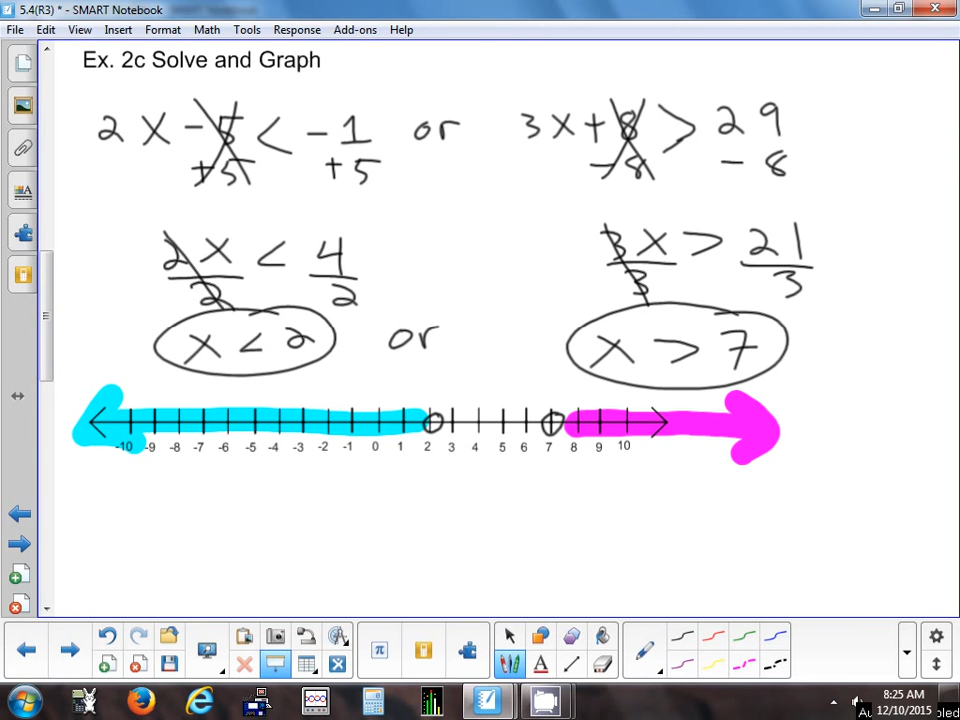 5.4(R3) * - SMART Notebook
File Edit View Insert Format Math Tools Response Add-ons Help
Ex. 2c Solve and Graph
2x - 5 < -1 or 3x + 8 > 29
+5 +5 -8 -8
2x < 4 3x > 21
2 2 3 3
x < 2 or x > 7
-10 -9 -8 -7 -6 -5 -4 -3 -2 -1 0 1 2 3 4 5 6 7 8 9 10
8:25 AM
12/10/2015